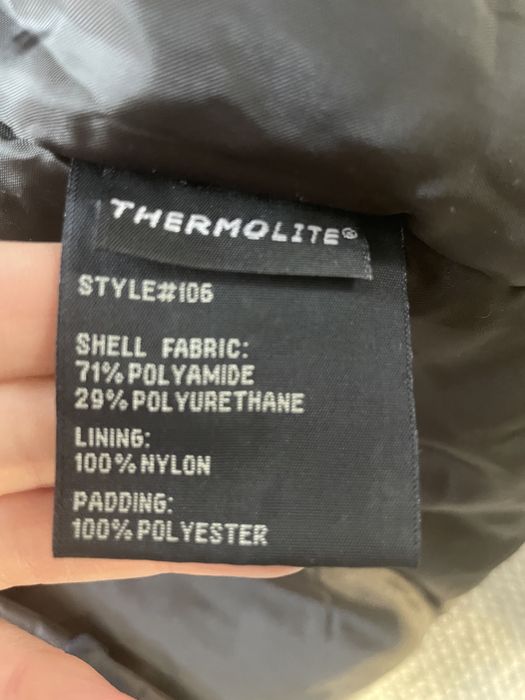 THERMOLITE®
STYLE#106
SHELL FABRIC:
71% POLYAMIDE
29% POLYURETHANE
LINING:
100% NYLON
PADDING:
100% POLYESTER